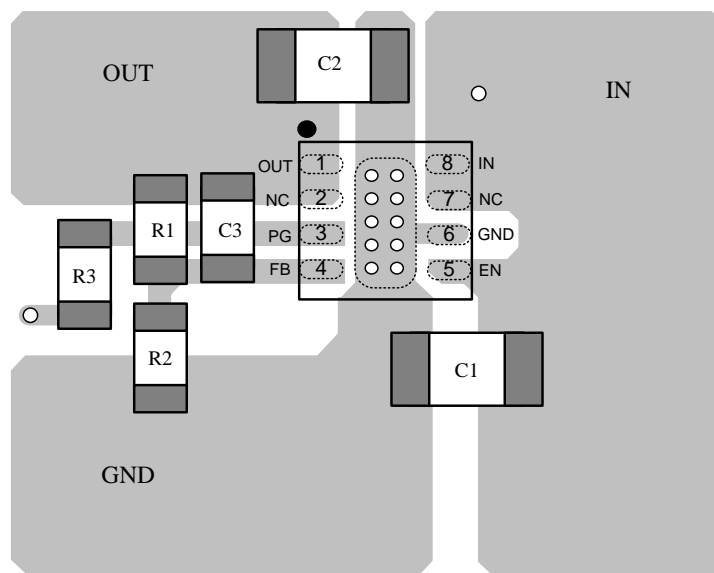 C2
OUT
IN
OUT 1 8 IN
NC 2 7 NC
R1 C3 PG 3 6 GND
FB 4 5 EN
R3
R2
C1
GND